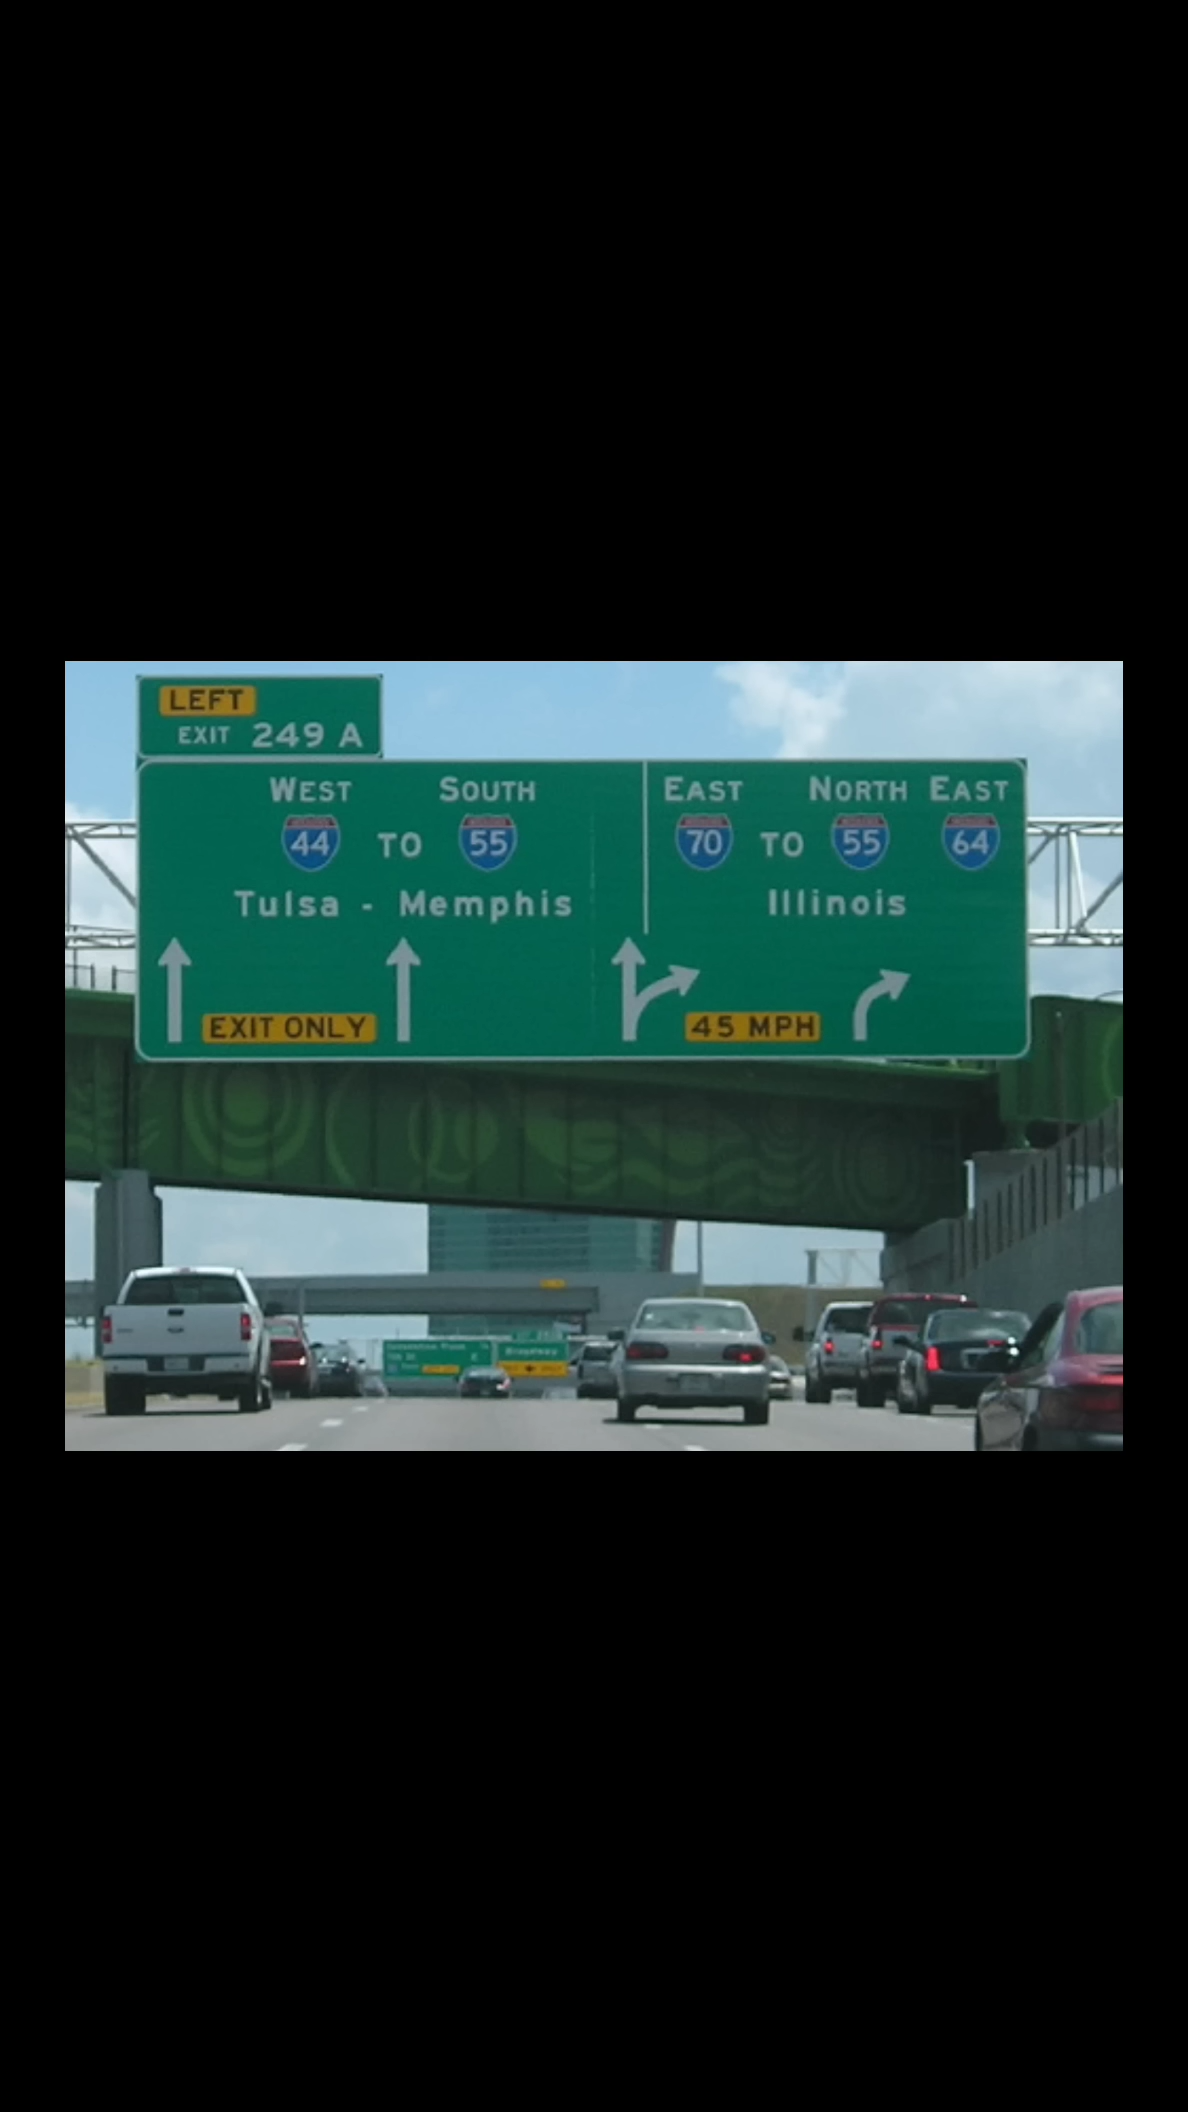 LEFT
EXIT 249 A
WEST SOUTH
44 TO 55
Tulsa - Memphis
EXIT ONLY
EAST NORTH EAST
70 TO 55 64
Illinois
45 MPH